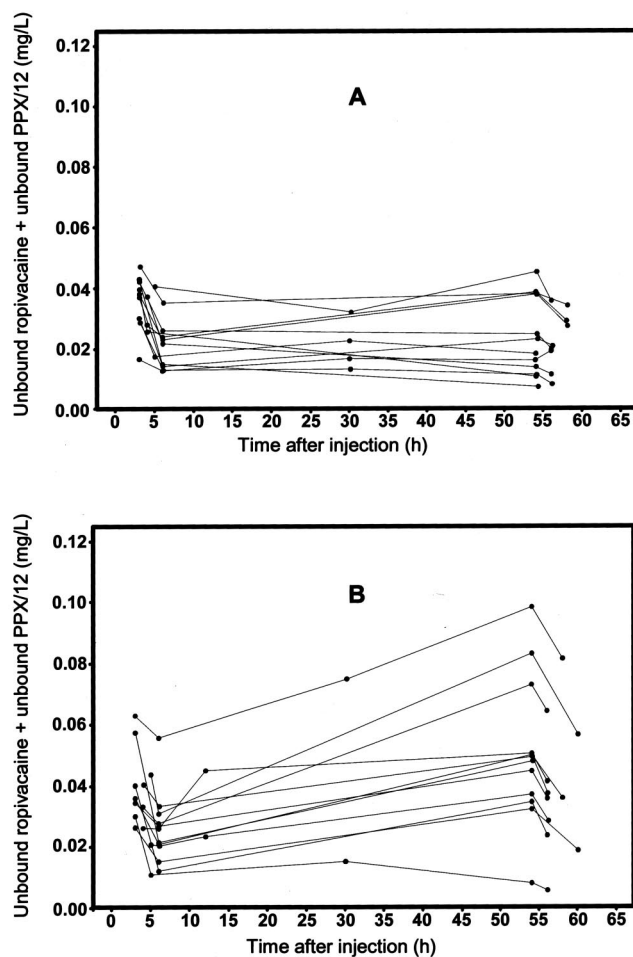 0.12
0.10
0.08
0.06
0.04
0.02
0.00
Unbound ropivacaine + unbound PPX/12 (mg/L)
A
0 5 10 15 20 25 30 35 40 45 50 55 60 65
Time after injection (h)
0.12
0.10
0.08
0.06
0.04
0.02
0.00
Unbound ropivacaine + unbound PPX/12 (mg/L)
B
0 5 10 15 20 25 30 35 40 45 50 55 60 65
Time after injection (h)